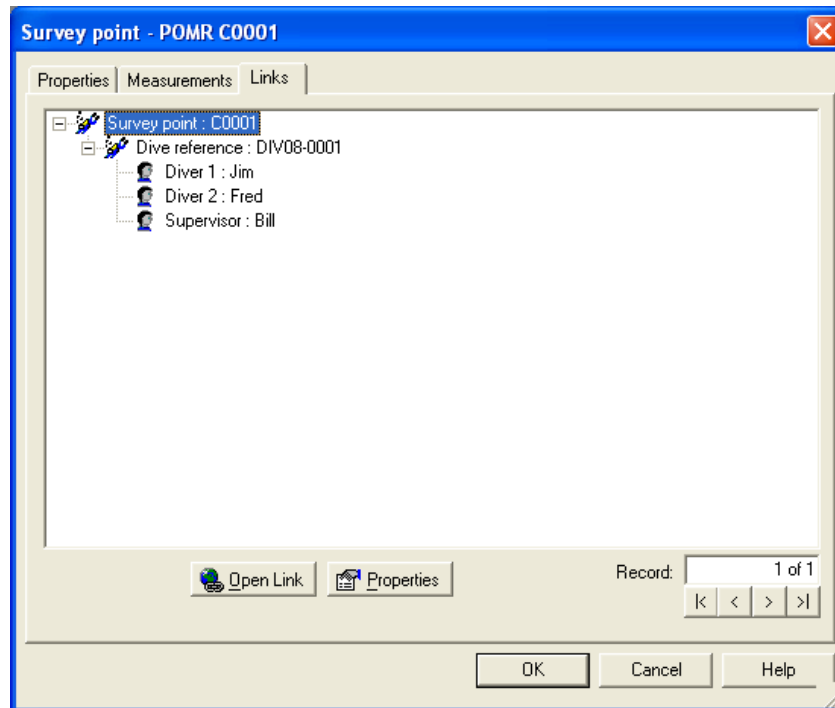 Survey point - POMR C0001
Properties Measurements Links
Survey point : C0001
Dive reference : DIV08-0001
Diver 1 : Jim
Diver 2 : Fred
Supervisor : Bill
Open Link Properties Record: 1 of 1
|< < > >|
OK Cancel Help